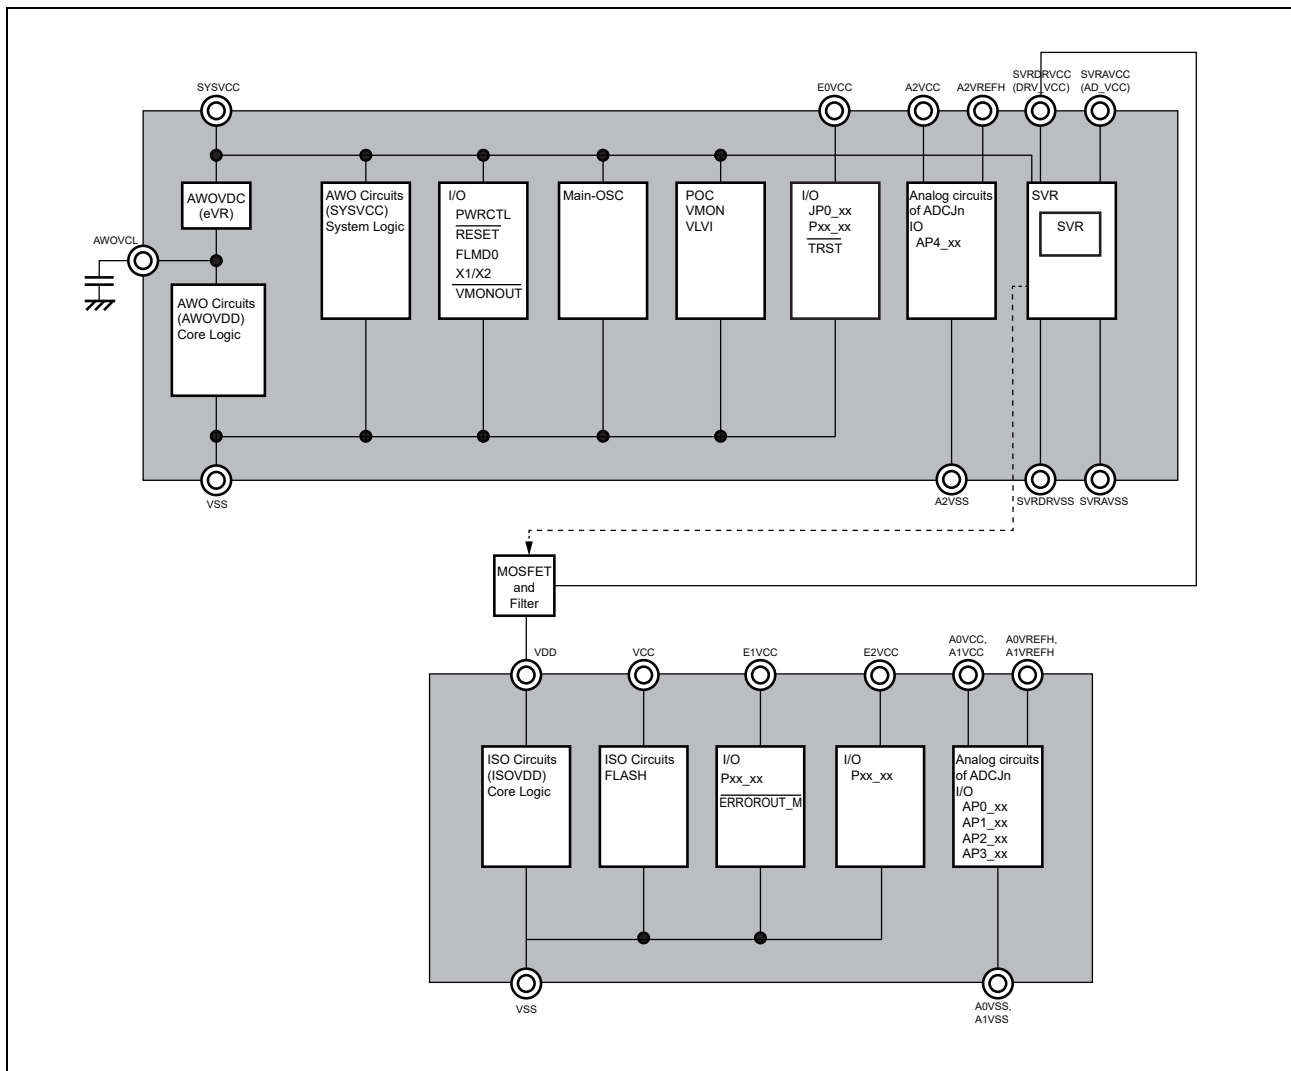 SYSVCC
E0VCC
A2VCC
A2VREFH
SVRDRVCC
(DRV_VCC)
SVRAVCC
(AD_VCC)
AWOVDC
(eVR)
AWOVCL
AWO Circuits
(AWOVDD)
Core Logic
AWO Circuits
(SYSVCC)
System Logic
I/O
PWRCTL
RESET
FLMD0
X1/X2
VMONOUT
Main-OSC
POC
VMON
VLVI
I/O
JP0_xx
Pxx_xx
TRST
Analog circuits
of ADCJn
IO
AP4_xx
SVR
SVR
VSS
A2VSS
SVRDRVSS
SVRAVSS
MOSFET
and
Filter
VDD
VCC
E1VCC
E2VCC
A0VCC,
A1VCC
A0VREFH,
A1VREFH
ISO Circuits
(ISOVDD)
Core Logic
ISO Circuits
FLASH
I/O
Pxx_xx
ERROROUT_M
I/O
Pxx_xx
Analog circuits
of ADCJn
I/O
AP0_xx
AP1_xx
AP2_xx
AP3_xx
VSS
A0VSS,
A1VSS